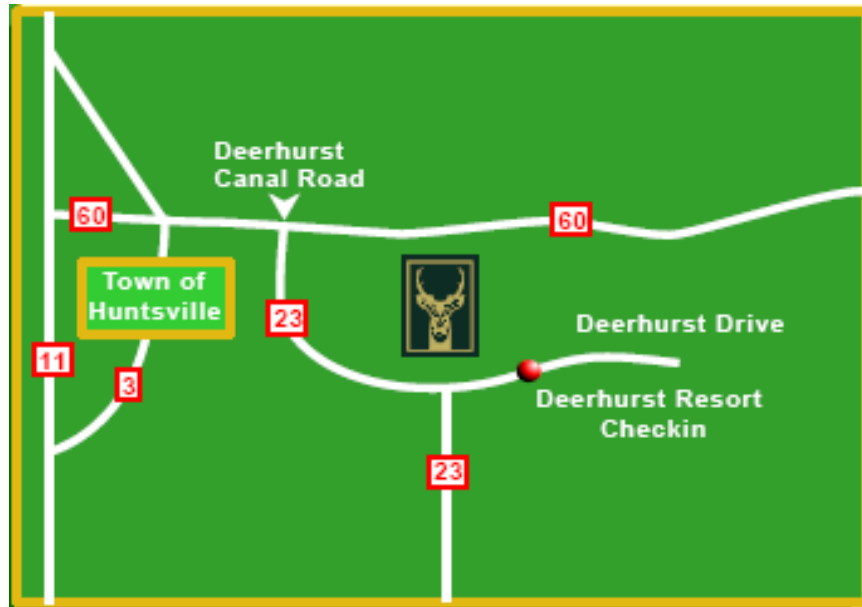 Deerhurst
Canal Road
60
60
Town of
Huntsville
23
Deerhurst Drive
11
3
Deerhurst Resort
Checkin
23